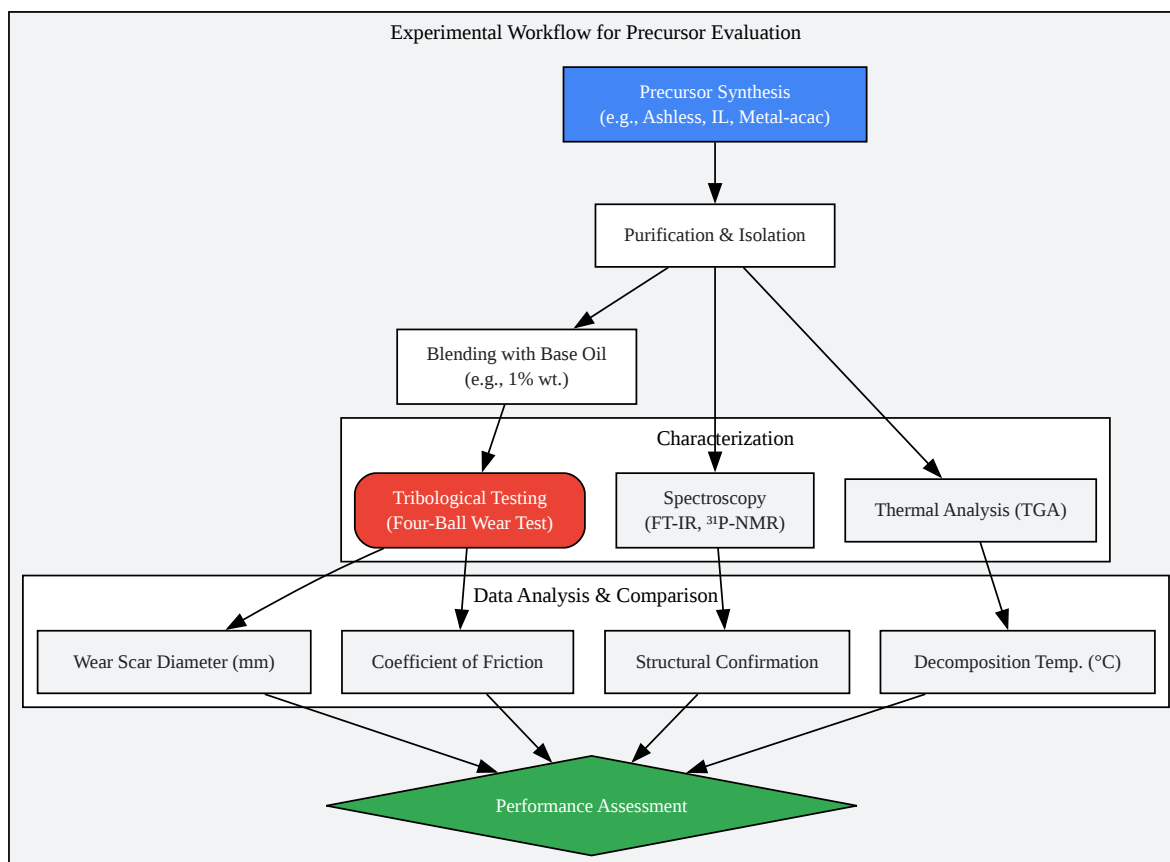 Experimental Workflow for Precursor Evaluation
Precursor Synthesis
(e.g., Ashless, IL, Metal-acac)
Purification & Isolation
Blending with Base Oil
(e.g., 1% wt.)
Characterization
Tribological Testing
(Four-Ball Wear Test)
Spectroscopy
(FT-IR, ³¹P-NMR)
Thermal Analysis (TGA)
Data Analysis & Comparison
Wear Scar Diameter (mm)
Coefficient of Friction
Structural Confirmation
Decomposition Temp. (°C)
Performance Assessment